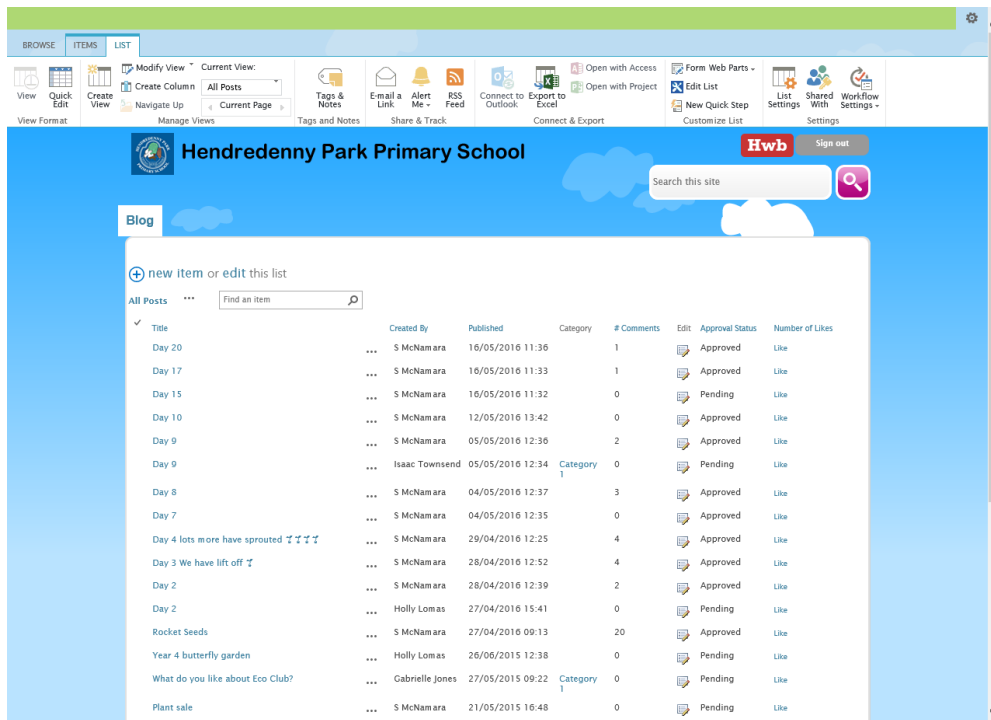 BROWSE ITEMS LIST
View
Quick Edit
View Format
Create View
Modify View
Create Column
Navigate Up
Current View:
All Posts
Current Page
Manage Views
Tags & Notes
Tags and Notes
E-mail a Link
Alert Me
RSS Feed
Share & Track
Connect to Outlook
Export to Excel
Open with Access
Open with Project
Connect & Export
Form Web Parts
Edit List
New Quick Step
Customize List
List Settings
Shared With
Workflow Settings
Settings
Hendredenny Park Primary School
Hwb
Sign out
Search this site
Blog
new item or edit this list
All Posts ••• Find an item
Title Created By Published Category # Comments Edit Approval Status Number of Likes
Day 20 ... S McNamara 16/05/2016 11:36 1 Approved Like
Day 17 ... S McNamara 16/05/2016 11:33 1 Approved Like
Day 15 ... S McNamara 16/05/2016 11:32 0 Pending Like
Day 10 ... S McNamara 12/05/2016 13:42 0 Approved Like
Day 9 ... S McNamara 05/05/2016 12:36 2 Approved Like
Day 9 ... Isaac Townsend 05/05/2016 12:34 Category 1 0 Pending Like
Day 8 ... S McNamara 04/05/2016 12:37 3 Approved Like
Day 7 ... S McNamara 04/05/2016 12:35 0 Approved Like
Day 4 lots more have sprouted ... S McNamara 29/04/2016 12:25 4 Approved Like
Day 3 We have lift off ... S McNamara 28/04/2016 12:52 4 Approved Like
Day 2 ... S McNamara 28/04/2016 12:39 2 Approved Like
Day 2 ... Holly Lomas 27/04/2016 15:41 0 Pending Like
Rocket Seeds ... S McNamara 27/04/2016 09:13 20 Approved Like
Year 4 butterfly garden ... Holly Lomas 26/06/2015 12:38 0 Pending Like
What do you like about Eco Club? ... Gabrielle Jones 27/05/2015 09:22 Category 1 0 Pending Like
Plant sale ... S McNamara 21/05/2015 16:48 0 Pending Like